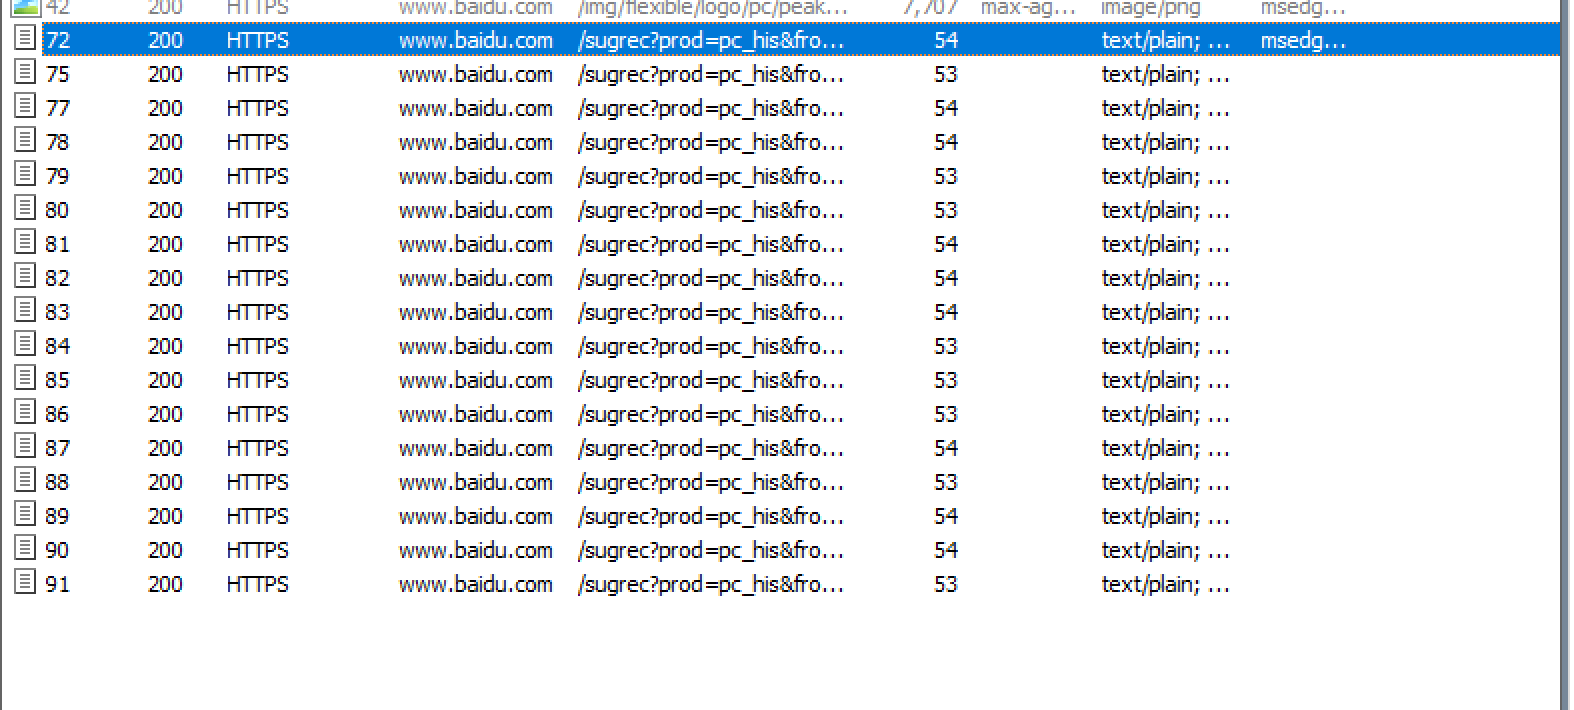 42 200 HTTPS www.baidu.com /img/flexible/logo/pc/peak... 7,707 max-ag... image/png msedg...
72 200 HTTPS www.baidu.com /sugrec?prod=pc_his&fro... 54 text/plain; ... msedg...
75 200 HTTPS www.baidu.com /sugrec?prod=pc_his&fro... 53 text/plain; ...
77 200 HTTPS www.baidu.com /sugrec?prod=pc_his&fro... 54 text/plain; ...
78 200 HTTPS www.baidu.com /sugrec?prod=pc_his&fro... 54 text/plain; ...
79 200 HTTPS www.baidu.com /sugrec?prod=pc_his&fro... 53 text/plain; ...
80 200 HTTPS www.baidu.com /sugrec?prod=pc_his&fro... 53 text/plain; ...
81 200 HTTPS www.baidu.com /sugrec?prod=pc_his&fro... 54 text/plain; ...
82 200 HTTPS www.baidu.com /sugrec?prod=pc_his&fro... 54 text/plain; ...
83 200 HTTPS www.baidu.com /sugrec?prod=pc_his&fro... 54 text/plain; ...
84 200 HTTPS www.baidu.com /sugrec?prod=pc_his&fro... 53 text/plain; ...
85 200 HTTPS www.baidu.com /sugrec?prod=pc_his&fro... 53 text/plain; ...
86 200 HTTPS www.baidu.com /sugrec?prod=pc_his&fro... 53 text/plain; ...
87 200 HTTPS www.baidu.com /sugrec?prod=pc_his&fro... 54 text/plain; ...
88 200 HTTPS www.baidu.com /sugrec?prod=pc_his&fro... 53 text/plain; ...
89 200 HTTPS www.baidu.com /sugrec?prod=pc_his&fro... 54 text/plain; ...
90 200 HTTPS www.baidu.com /sugrec?prod=pc_his&fro... 54 text/plain; ...
91 200 HTTPS www.baidu.com /sugrec?prod=pc_his&fro... 53 text/plain; ...